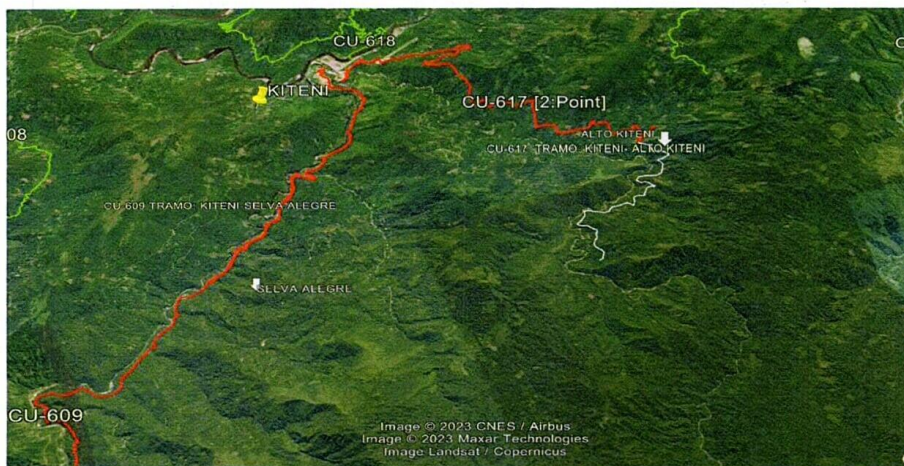 CU-618
KITENI
CU-617 [2:Point]
08
ALTO KITENI
CU-617 TRAMO KITENI- ALTO KITENI
CU-609 TRAMO KITENI SELVA ALEGRE
SELVA ALEGRE
CU-609
Image © 2023 CNES / Airbus
Image © 2023 Maxar Technologies
Image Landsat / Copernicus